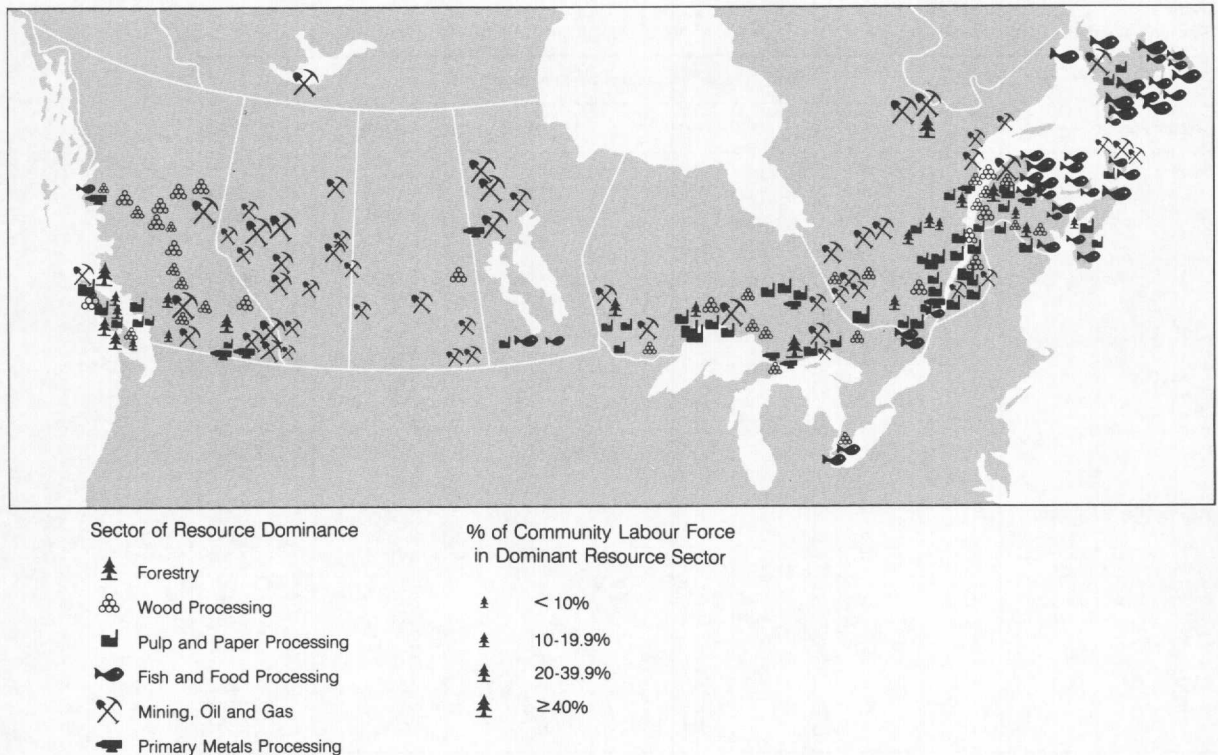 Sector of Resource Dominance
Forestry
Wood Processing
Pulp and Paper Processing
Fish and Food Processing
Mining, Oil and Gas
Primary Metals Processing
% of Community Labour Force
in Dominant Resource Sector
< 10%
10-19.9%
20-39.9%
≥40%